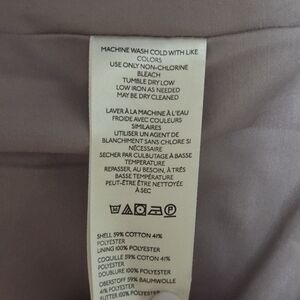 MACHINE WASH COLD WITH LIKE
COLORS
USE ONLY NON-CHLORINE
BLEACH
TUMBLE DRY LOW
LOW IRON AS NEEDED
MAY BE DRY CLEANED
LAVER À LA MACHINE À L'EAU
FROIDE AVEC COULEURS
SIMILAIRES
UTILISER UN AGENT DE
BLANCHIMENT SANS CHLORE SI
NÉCESSAIRE
SECHER PAR CULBUTAGE À BASSE
TEMPERATURE
REPASSER, AU BESOIN, À TRÈS
BASSE TEMPÉRATURE
PEUT-ÊTRE ÊTRE NETTOYÉE
À SEC
P
SHELL 59% COTTON 41%
POLYESTER
LINING 100% POLYESTER
COQUILLE 59% COTON 41%
POLYESTER
DOUBLURE 100% POLYESTER
OBERSTOFF 59% BAUMWOLLE
41% POLYESTER
FUTTER 100% POLYESTER